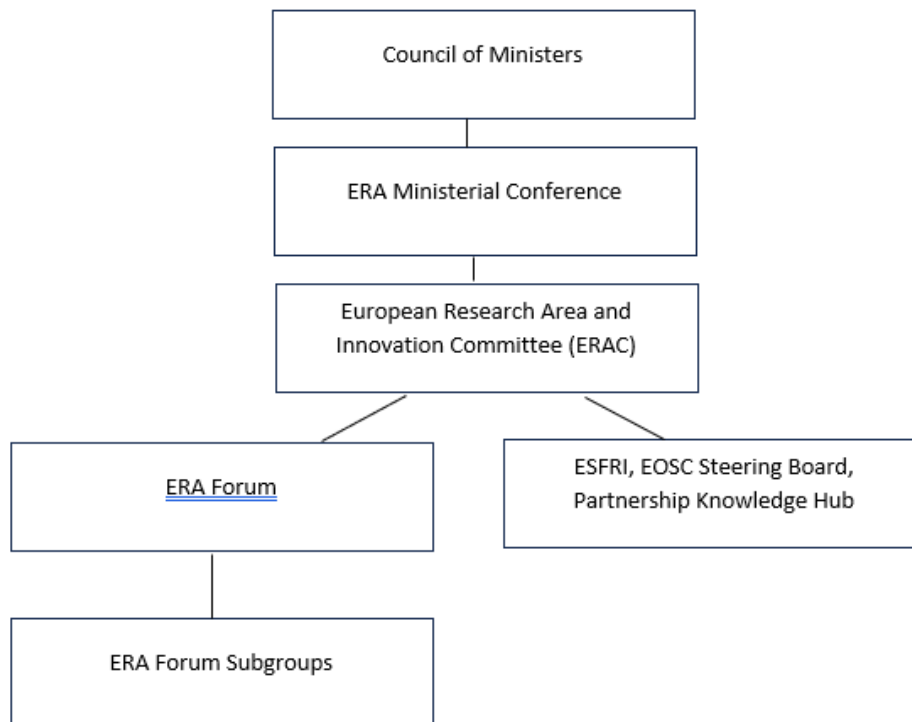 Council of Ministers
ERA Ministerial Conference
European Research Area and
Innovation Committee (ERAC)
ERA Forum
ESFRI, EOSC Steering Board,
Partnership Knowledge Hub
ERA Forum Subgroups